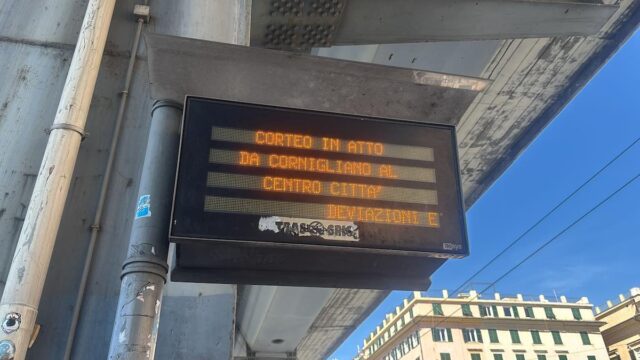 CORTEO IN ATTO
DA CORNIGLIANO AL
CENTRO CITTA'
DEVIAZIONI E